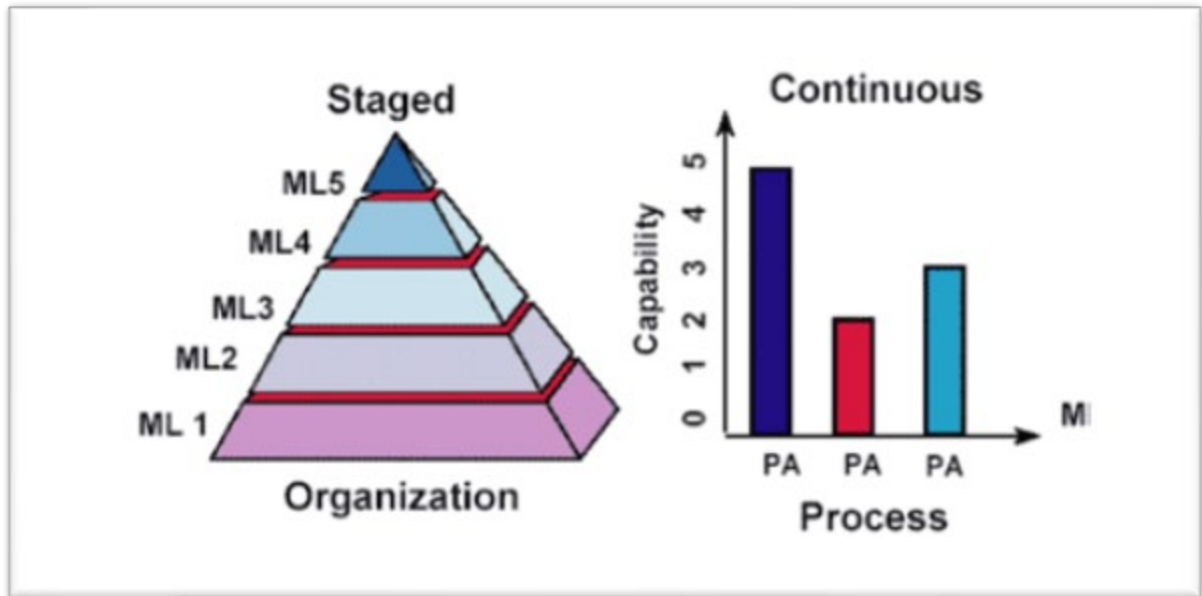 Staged
ML5
ML4
ML3
ML2
ML 1
Organization
Continuous
Capability
5
4
3
2
1
0
PA PA PA
Process